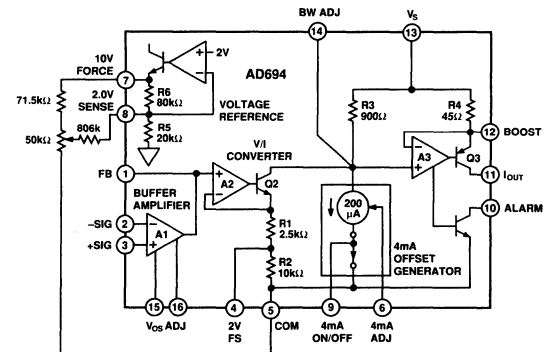 BW ADJ
VS
14
13
10V
FORCE
7
2V
AD694
R6
80kΩ
2.0V
SENSE
8
VOLTAGE
REFERENCE
71.5kΩ
806k
50kΩ
R5
20kΩ
R3
900Ω
R4
45Ω
12
BOOST
V/I
CONVERTER
A3
Q3
11
IOUT
FB
1
A2
Q2
BUFFER
AMPLIFIER
200
µA
10
ALARM
–SIG
2
+SIG
3
A1
R1
2.5kΩ
R2
10kΩ
4mA
OFFSET
GENERATOR
15
16
4
5
9
6
VOS ADJ
2V
FS
COM
4mA
ON/OFF
4mA
ADJ